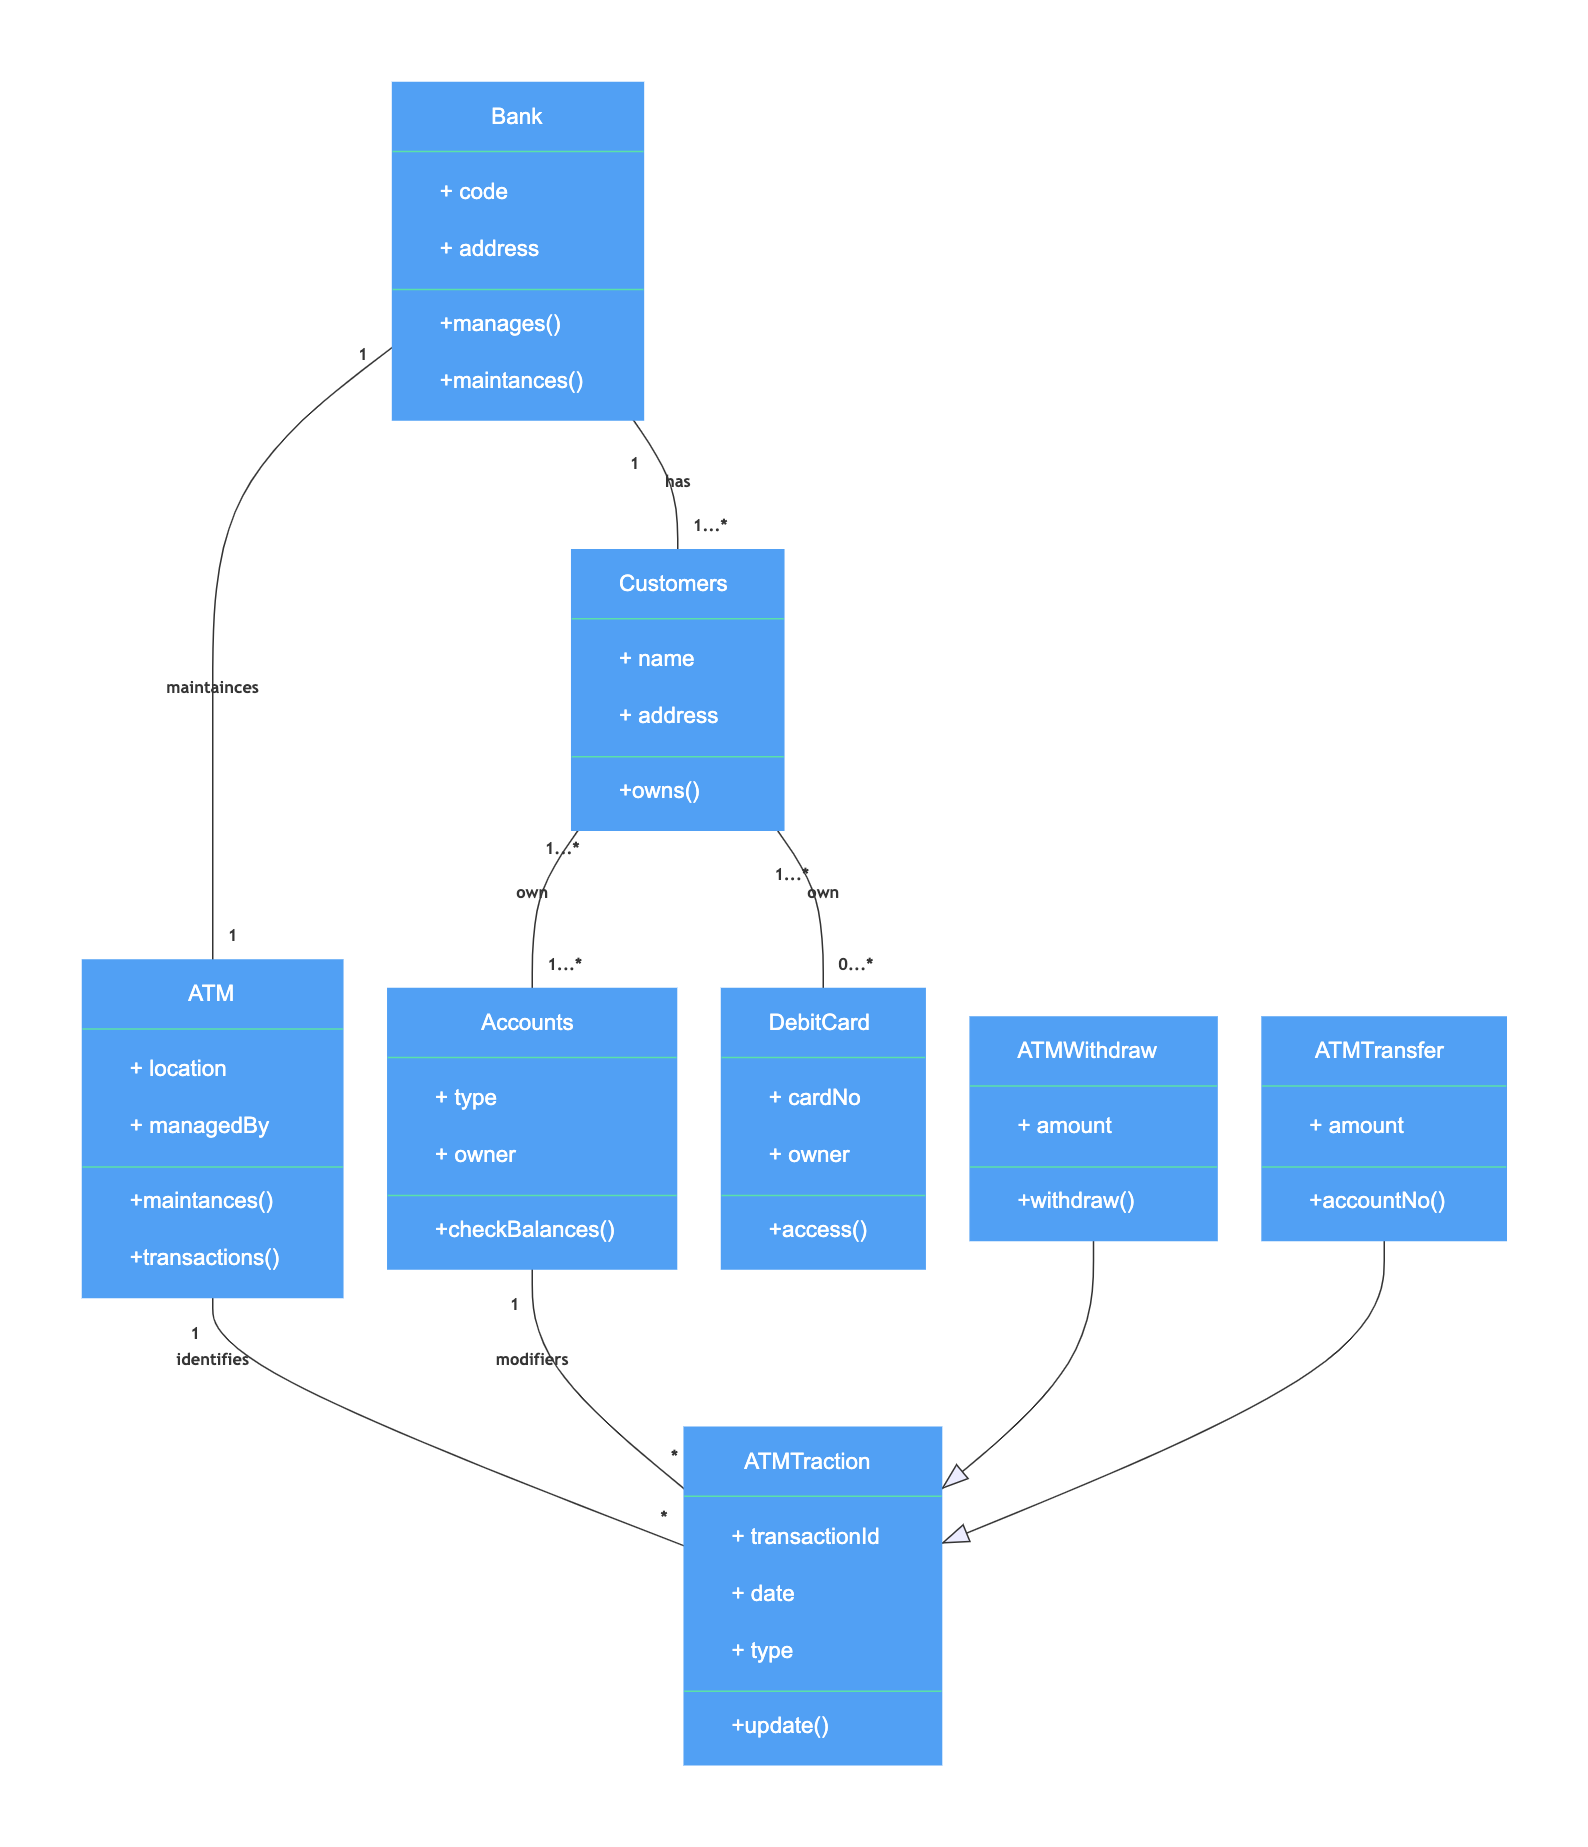 Bank
+ code
+ address
+manages()
+maintances()
1
1
has
1...*
Customers
+ name
+ address
+owns()
maintainces
1...*
1...*
own
own
1
1...*
0...*
ATM
+ location
+ managedBy
+maintances()
+transactions()
Accounts
+ type
+ owner
+checkBalances()
DebitCard
+ cardNo
+ owner
+access()
ATMWithdraw
+ amount
+withdraw()
ATMTransfer
+ amount
+accountNo()
1
1
identifies
modifiers
*
*
ATMTraction
+ transactionId
+ date
+ type
+update()